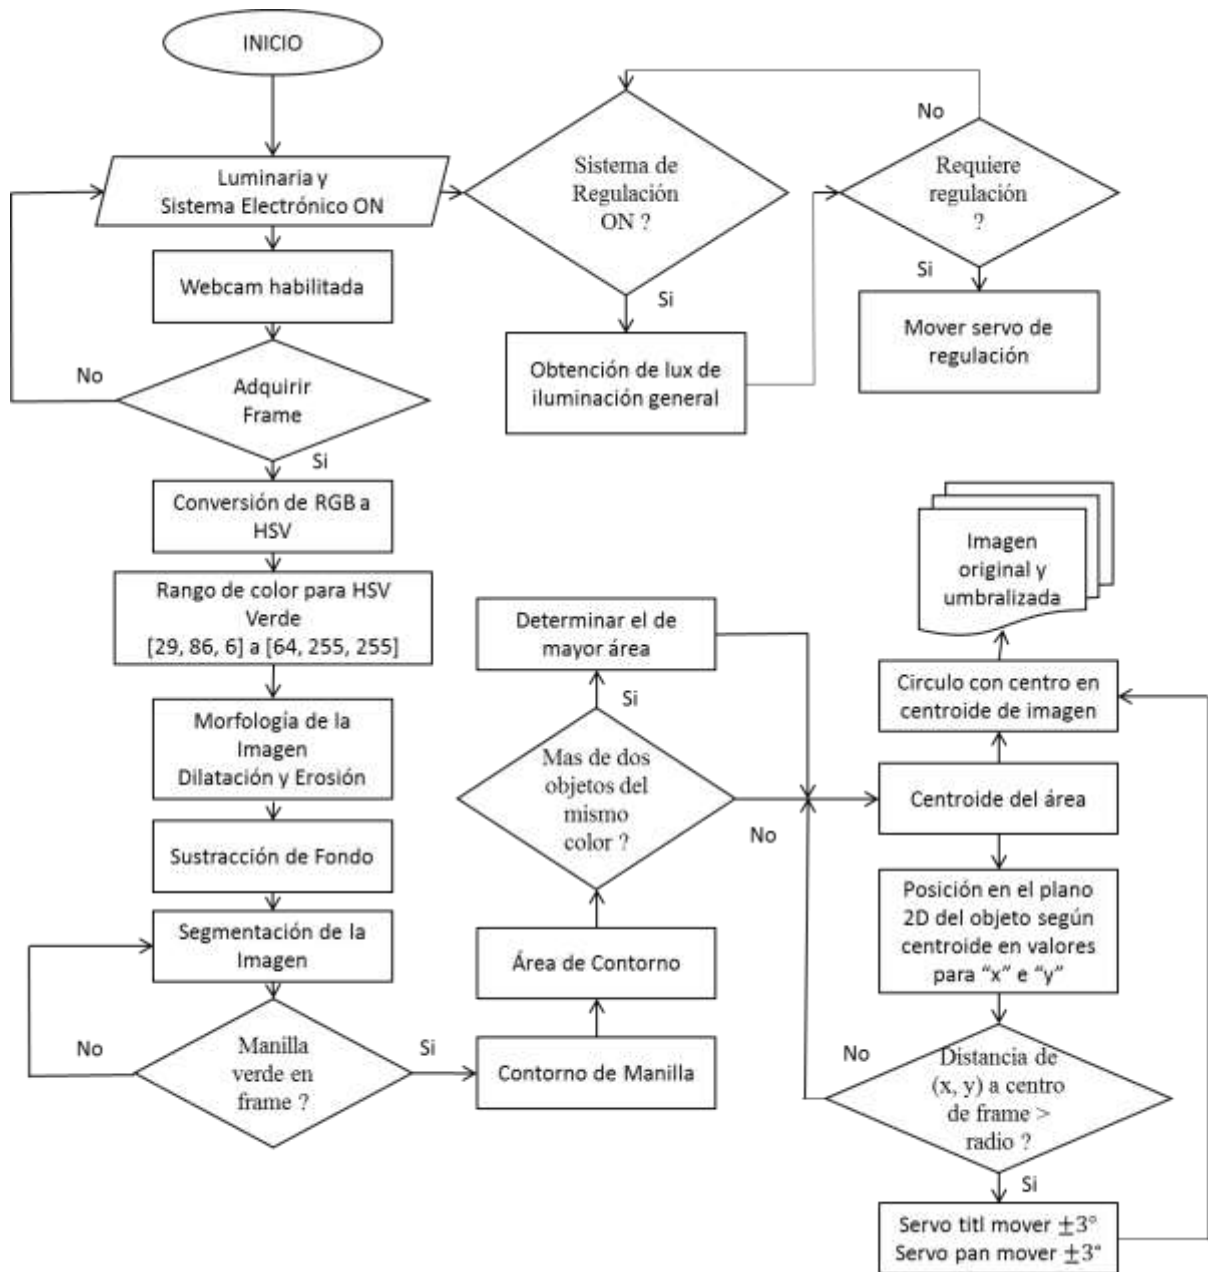 INICIO
Luminaria y
Sistema Electrónico ON
Webcam habilitada
No
Adquirir
Frame
Si
Conversión de RGB a
HSV
Rango de color para HSV
Verde
[29, 86, 6] a [64, 255, 255]
Morfología de la
Imagen
Dilatación y Erosión
Sustracción de Fondo
Segmentación de la
Imagen
No
Manilla
verde en
frame ?
Si
Contorno de Manilla
Área de Contorno
Mas de dos
objetos del
mismo
color ?
Si
No
Determinar el de
mayor área
Sistema de
Regulación
ON ?
Si
Obtención de lux de
iluminación general
No
Requiere
regulación
?
Si
Mover servo de
regulación
Imagen
original y
umbralizada
Circulo con centro en
centroide de imagen
Centroide del área
Posición en el plano
2D del objeto según
centroide en valores
para “x” e “y”
No
Distancia de
(x, y) a centro
de frame >
radio ?
Si
Servo titl mover ±3°
Servo pan mover ±3°